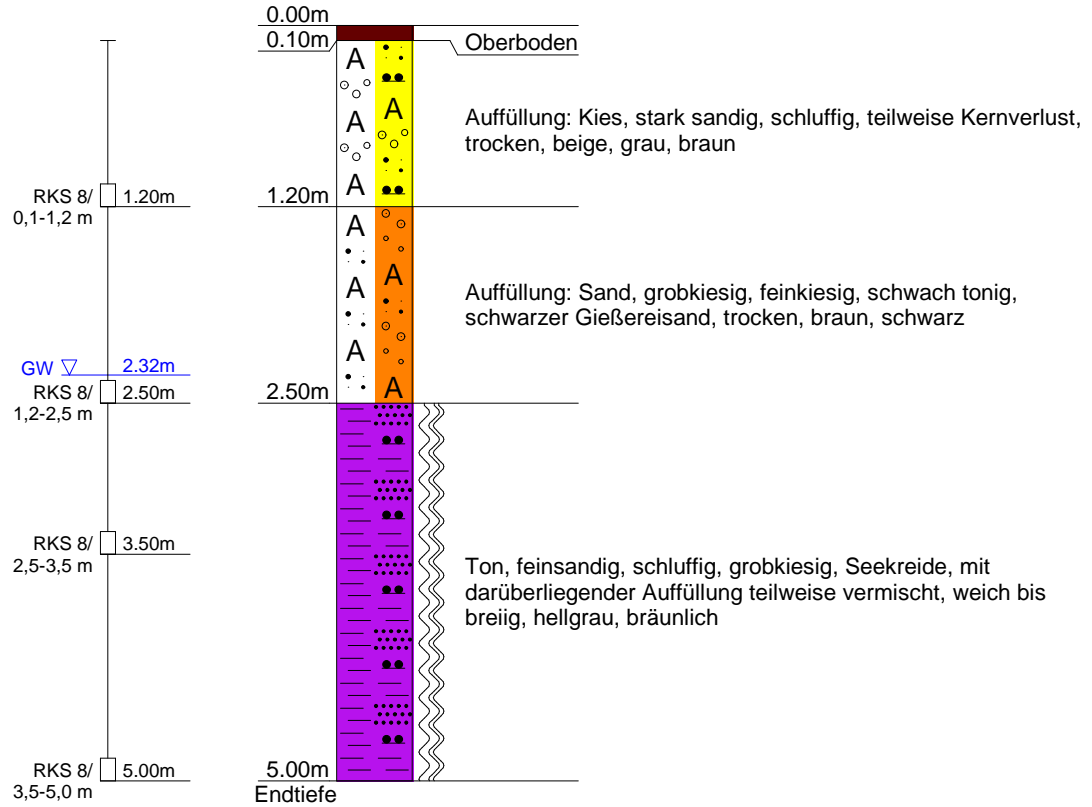 0.00m
0.10m
Oberboden
A
A
Auffüllung: Kies, stark sandig, schluffig, teilweise Kernverlust,
trocken, beige, grau, braun
A
A
RKS 8/ 1.20m
0,1-1,2 m
1.20m
A
A
A
Auffüllung: Sand, grobkiesig, feinkiesig, schwach tonig,
schwarzer Gießereisand, trocken, braun, schwarz
A
GW 2.32m
RKS 8/ 2.50m
1,2-2,5 m
2.50m
A
RKS 8/ 3.50m
2,5-3,5 m
Ton, feinsandig, schluffig, grobkiesig, Seekreide, mit
darüberliegender Auffüllung teilweise vermischt, weich bis
breiig, hellgrau, bräunlich
RKS 8/ 5.00m
3,5-5,0 m
5.00m
Endtiefe